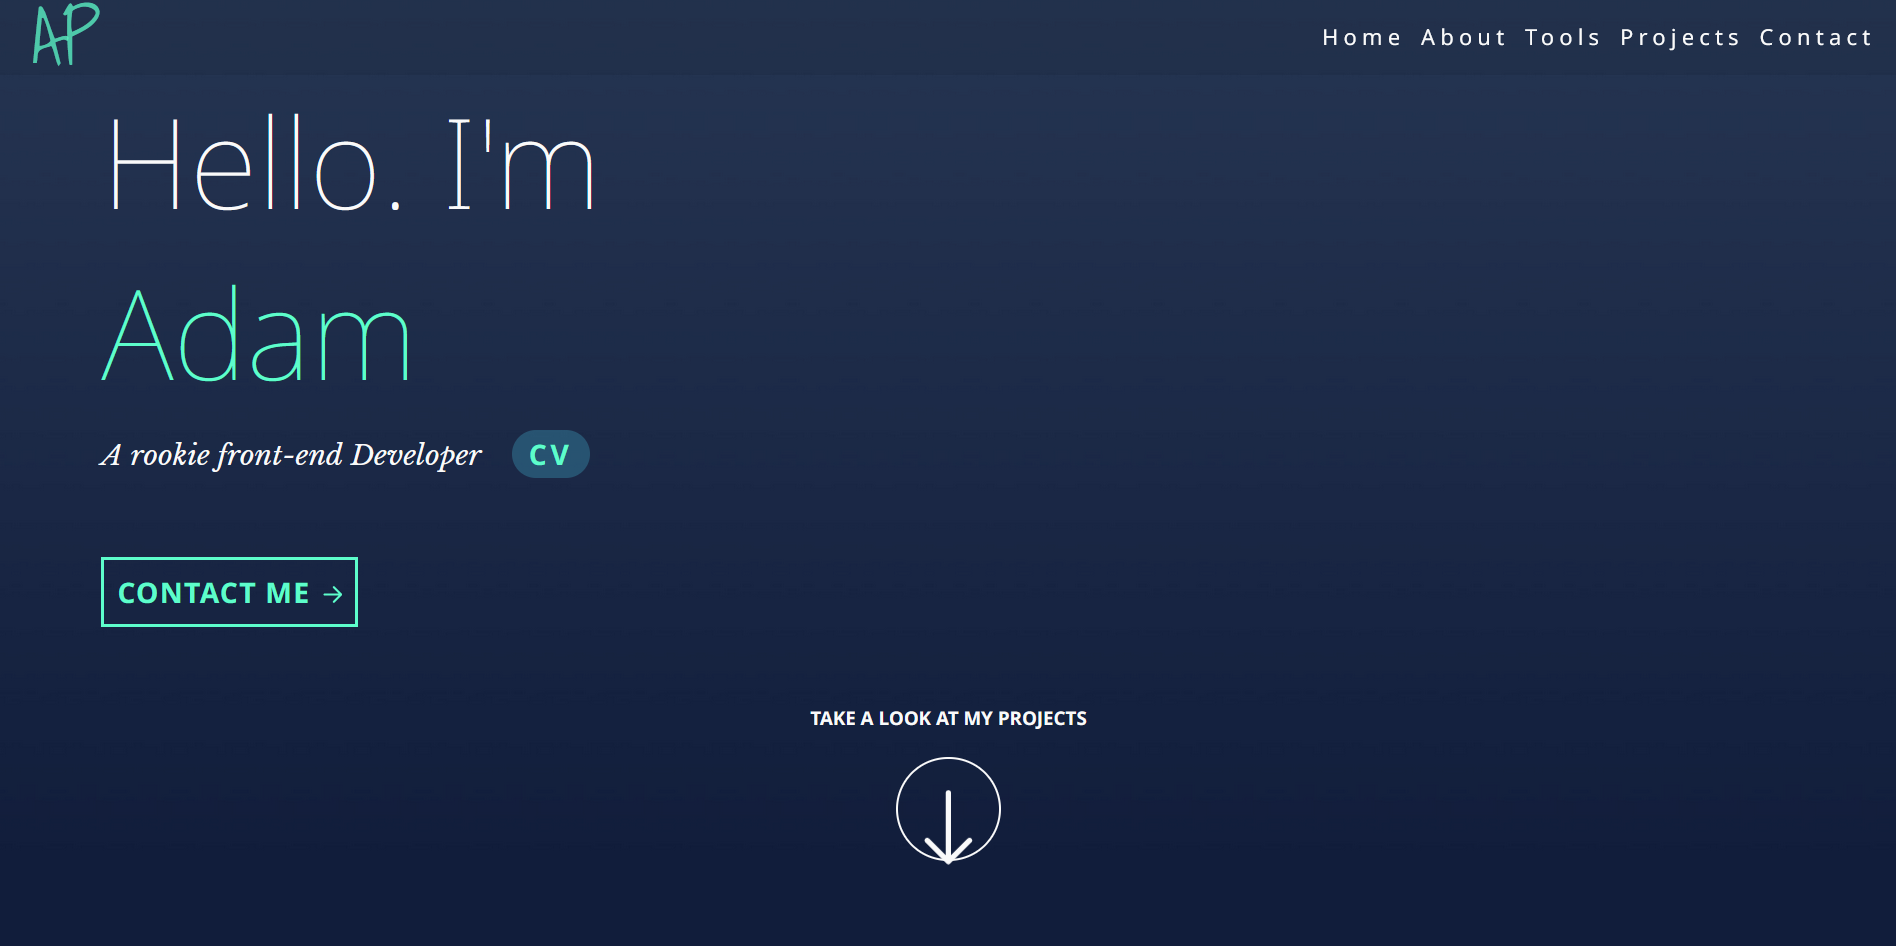 AP
Home About Tools Projects Contact
Hello. I'm
Adam
A rookie front-end Developer CV
CONTACT ME →
TAKE A LOOK AT MY PROJECTS